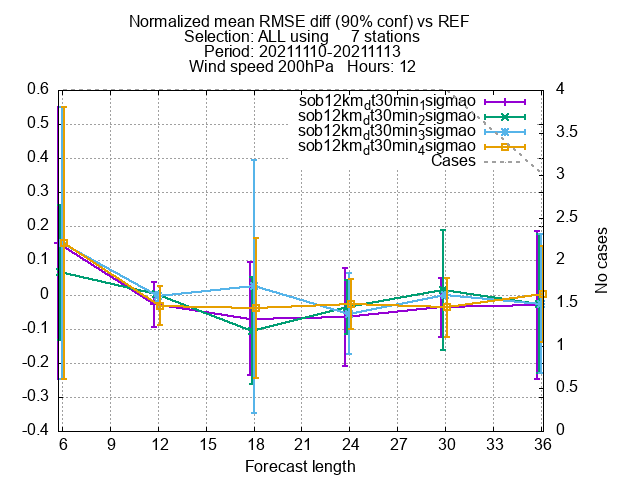 Normalized mean RMSE diff (90% conf) vs REF
Selection: ALL using     7 stations
Period: 20211110-20211113
Wind speed 200hPa   Hours: 12
sob12km_dt30min_1sigmao
sob12km_dt30min_2sigmao
sob12km_dt30min_3sigmao
sob12km_dt30min_4sigmao
Cases
0.6
0.5
0.4
0.3
0.2
0.1
0
-0.1
-0.2
-0.3
-0.4
4
3.5
3
2.5
2
1.5
1
0.5
0
No cases
6 9 12 15 18 21 24 27 30 33 36
Forecast length